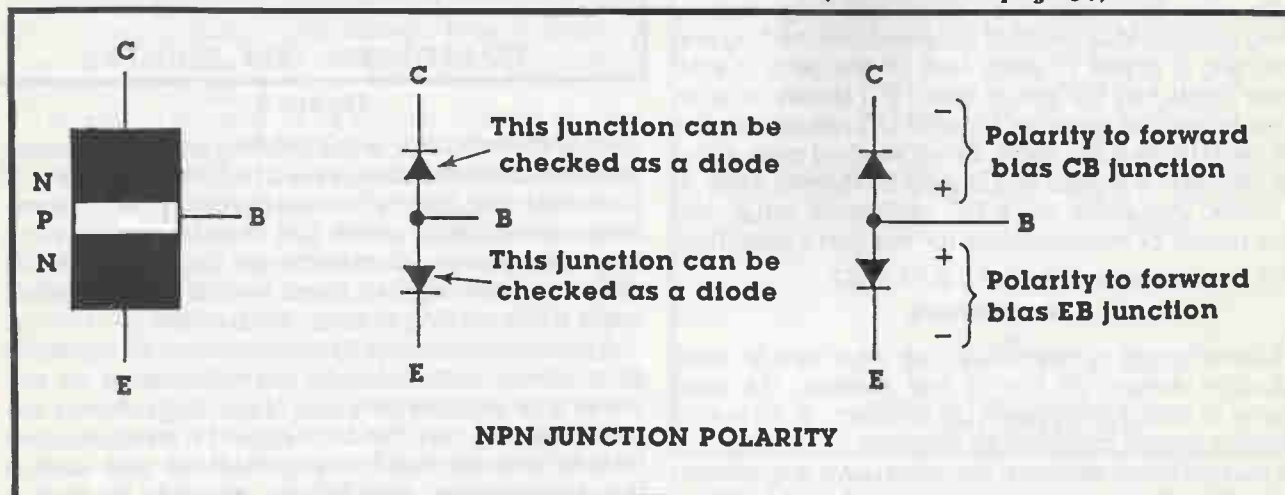 C
N
P
N
B
E
C
This junction can be
checked as a diode
B
This junction can be
checked as a diode
E
C
−
+
Polarity to forward
bias CB junction
B
+
−
Polarity to forward
bias EB junction
E
NPN JUNCTION POLARITY